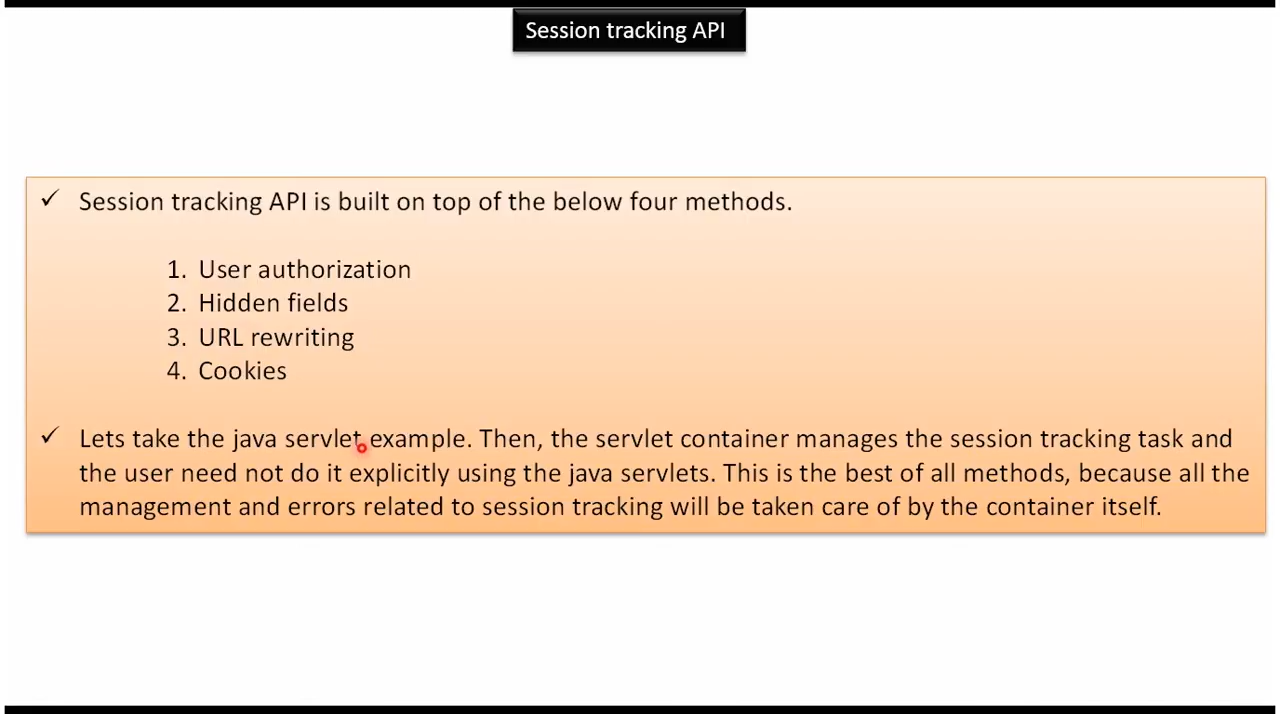 Session tracking API
✓ Session tracking API is built on top of the below four methods.
1. User authorization
2. Hidden fields
3. URL rewriting
4. Cookies
✓ Lets take the java servlet example. Then, the servlet container manages the session tracking task and
the user need not do it explicitly using the java servlets. This is the best of all methods, because all the
management and errors related to session tracking will be taken care of by the container itself.